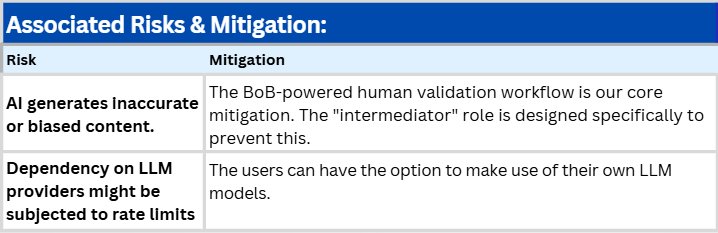 Associated Risks & Mitigation:
Risk
Mitigation
AI generates inaccurate
or biased content.
The BoB-powered human validation workflow is our core
mitigation. The "intermediator" role is designed specifically to
prevent this.
Dependency on LLM
providers might be
subjected to rate limits
The users can have the option to make use of their own LLM
models.